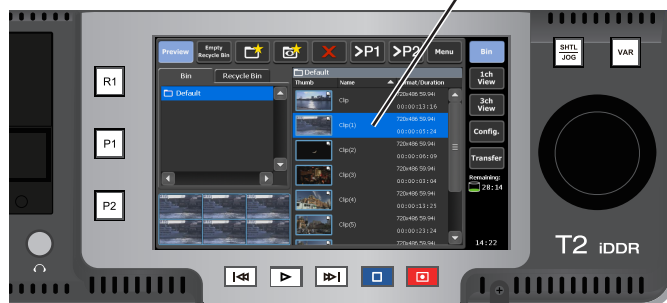 Preview
Empty
Recycle Bin
>P1
>P2
Menu
Bin
SHTL
JOG
VAR
R1
Bin
Recycle Bin
Default
Default
Thumb
Name
Format/Duration
1ch
View
Clip
720x486 59.94i
00:00:13:16
3ch
View
P1
Clip(1)
720x486 59.94i
00:00:05:24
Config.
Clip(2)
720x486 59.94i
00:00:06:09
Transfer
Clip(3)
720x486 59.94i
00:00:03:04
Remaining:
28:14
P2
Clip(4)
720x486 59.94i
00:00:13:25
Clip(5)
720x486 59.94i
00:00:23:24
720x486 59.94i
14:22
T2 iDDR